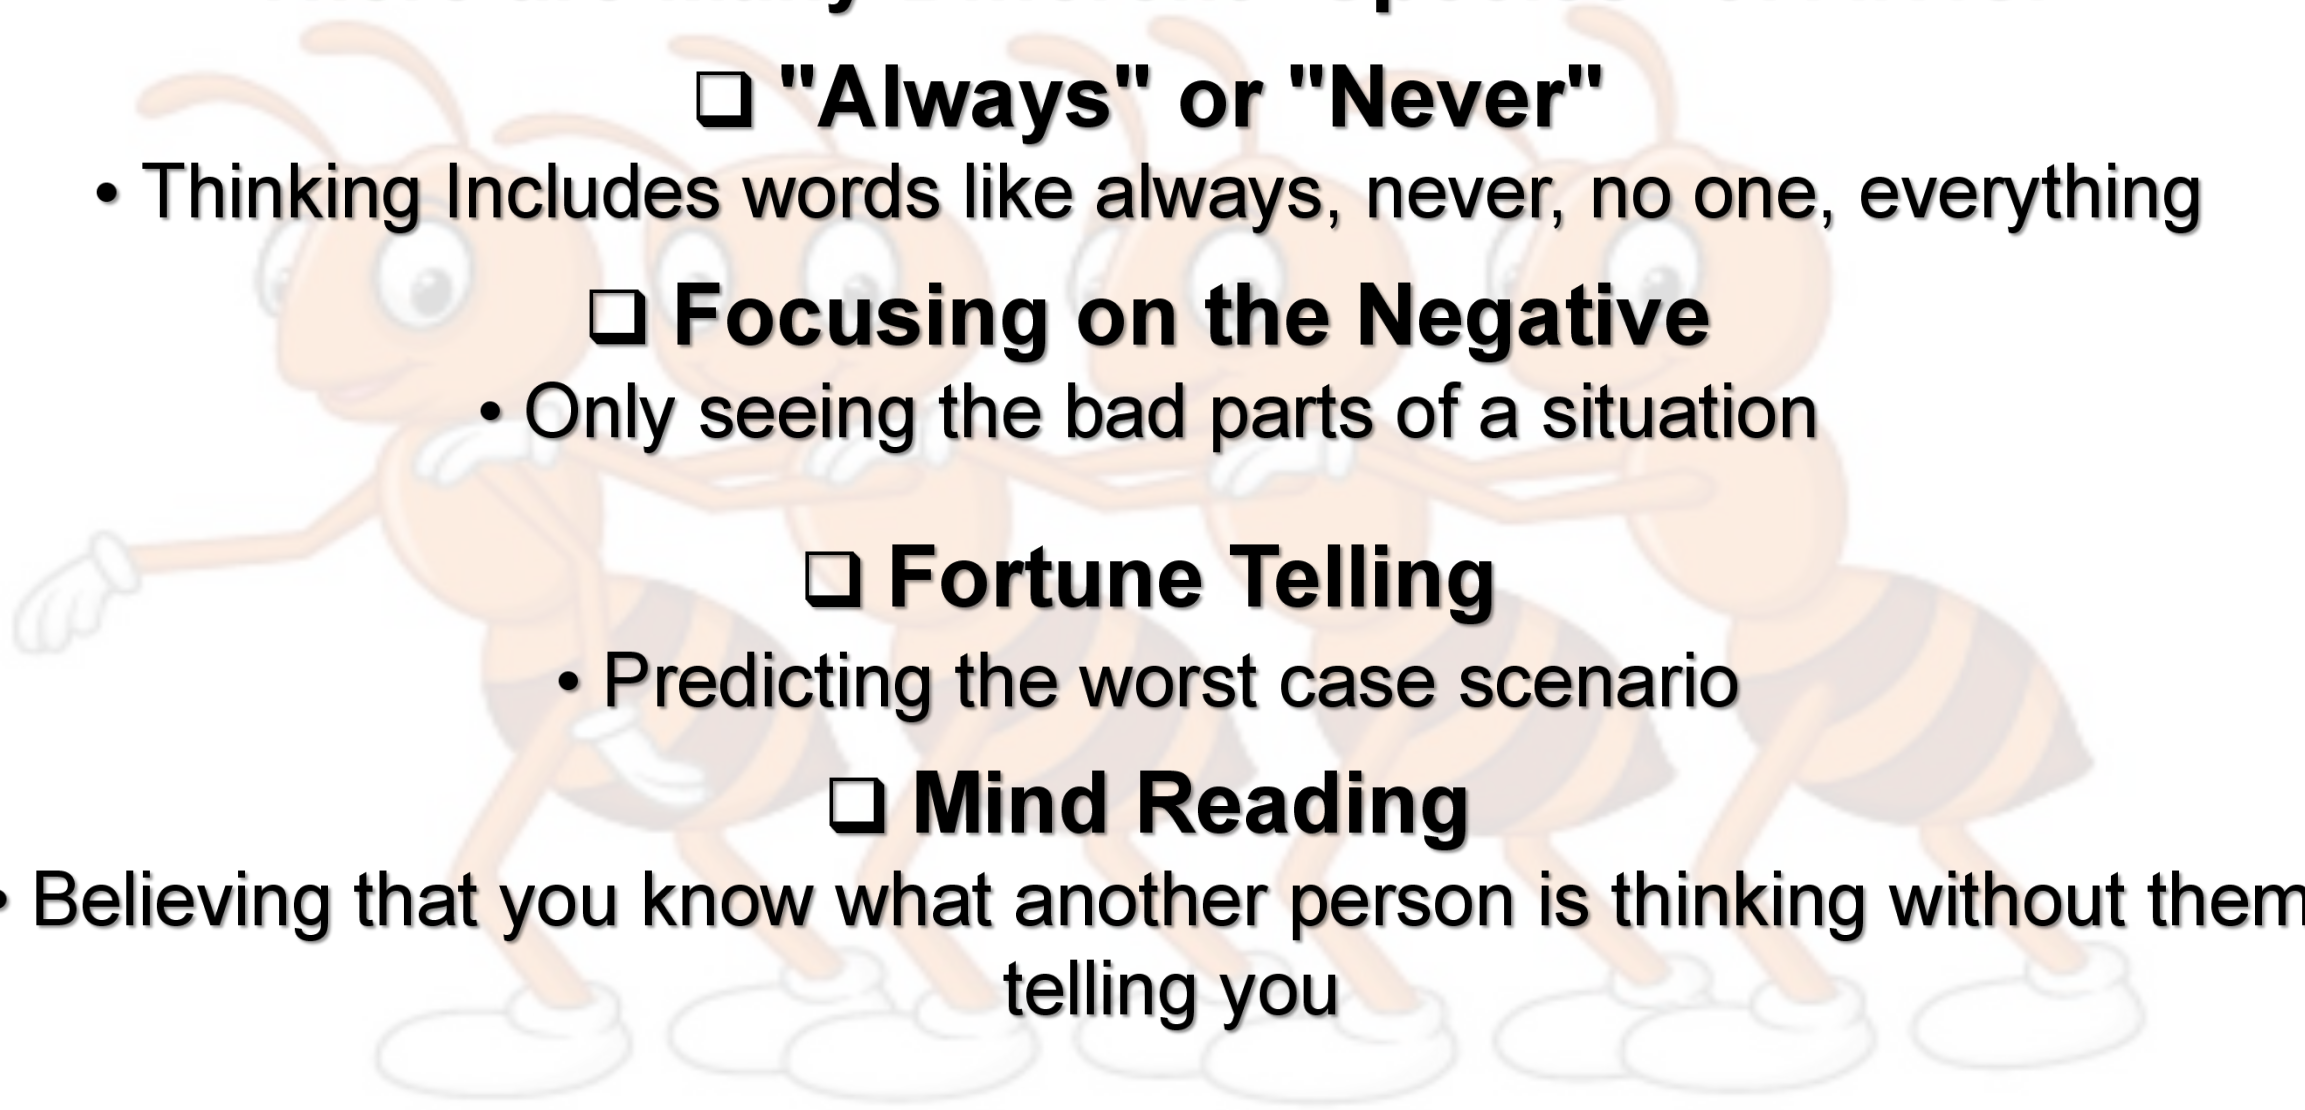 ❑ "Always" or "Never"
• Thinking Includes words like always, never, no one, everything
❑ Focusing on the Negative
• Only seeing the bad parts of a situation
❑ Fortune Telling
• Predicting the worst case scenario
❑ Mind Reading
• Believing that you know what another person is thinking without them
telling you